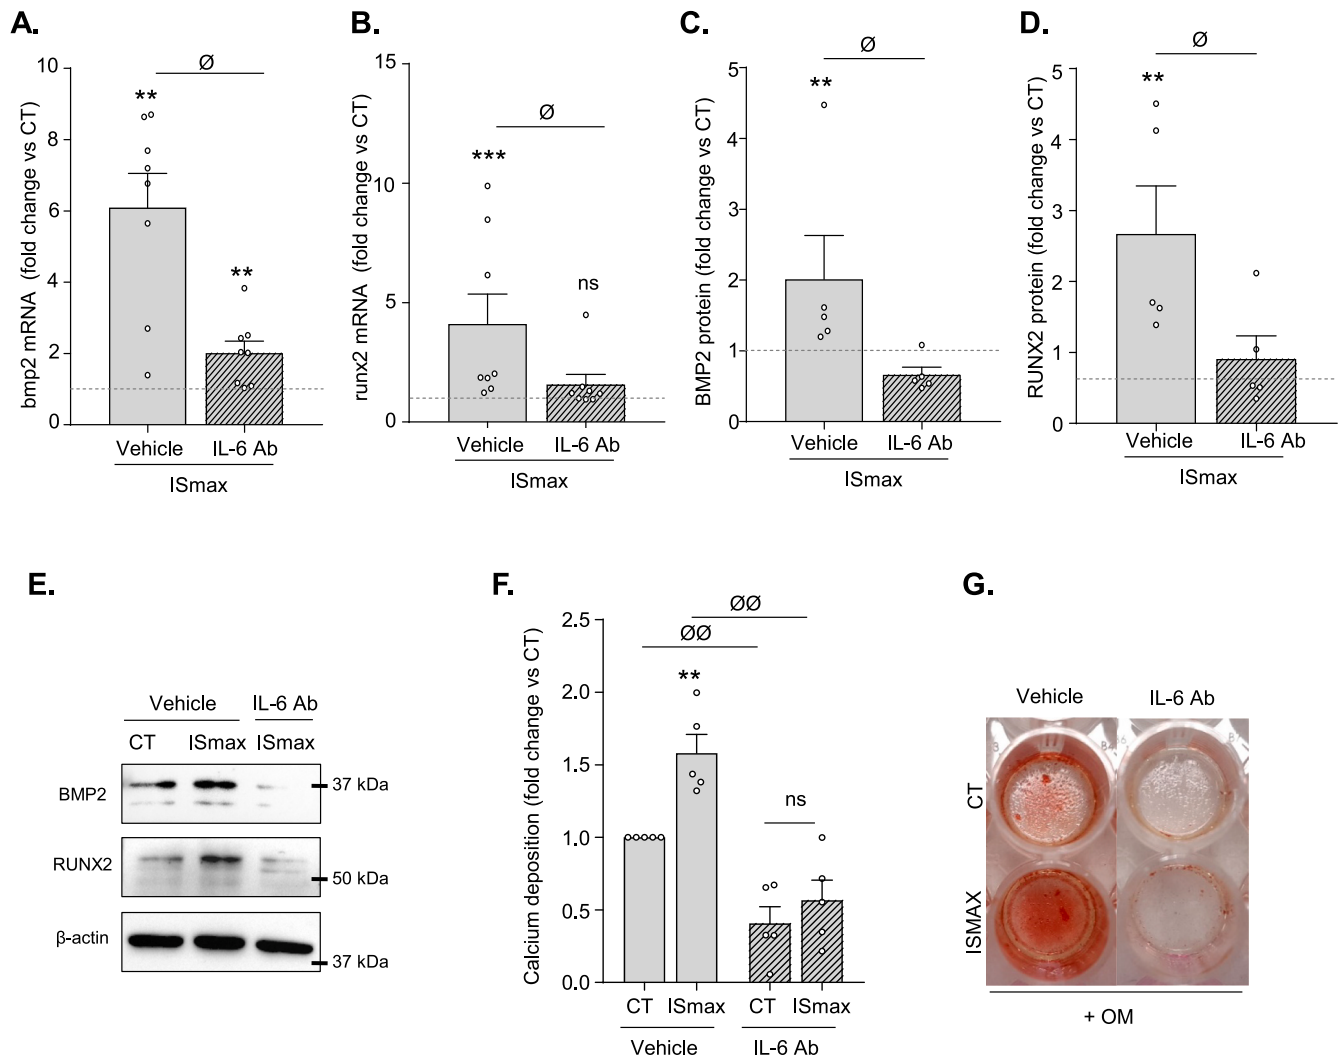 A.
bmp2 mRNA (fold change vs CT)
10
8
6
4
2
0
**
Ø
**
Vehicle
IL-6 Ab
ISmax
B.
runx2 mRNA (fold change vs CT)
15
10
5
0
***
Ø
ns
Vehicle
IL-6 Ab
ISmax
C.
BMP2 protein (fold change vs CT)
5
4
3
2
1
0
**
Ø
Vehicle
IL-6 Ab
ISmax
D.
RUNX2 protein (fold change vs CT)
5
4
3
2
1
0
**
Ø
Vehicle
IL-6 Ab
ISmax
E.
Vehicle
IL-6 Ab
CT
ISmax
ISmax
BMP2
37 kDa
RUNX2
50 kDa
β-actin
37 kDa
F.
Calcium deposition (fold change vs CT)
2.5
2.0
1.5
1.0
0.5
0.0
ØØ
ØØ
**
ns
CT
ISmax
CT
ISmax
Vehicle
IL-6 Ab
G.
Vehicle
IL-6 Ab
CT
ISMAX
+ OM